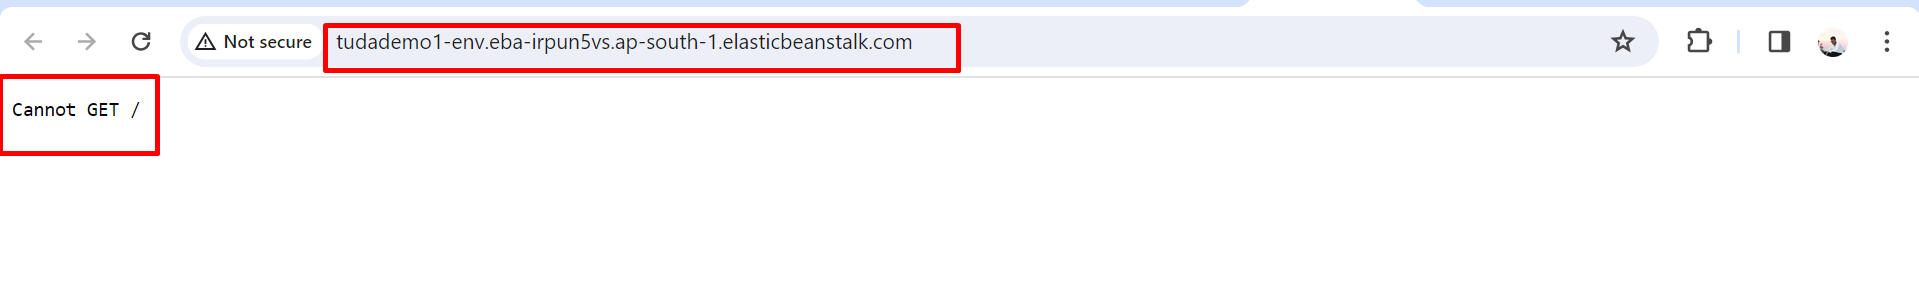 Not secure tudademo1-env.eba-irpun5vs.ap-south-1.elasticbeanstalk.com
Cannot GET /